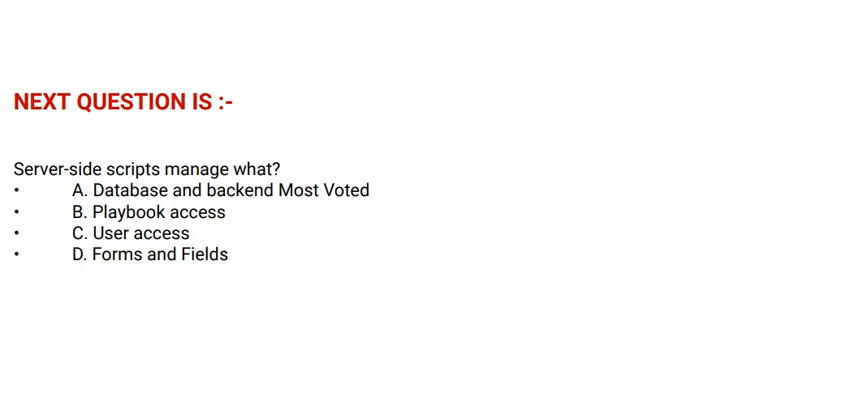 NEXT QUESTION IS :-
Server-side scripts manage what?
• A. Database and backend Most Voted
• B. Playbook access
• C. User access
• D. Forms and Fields